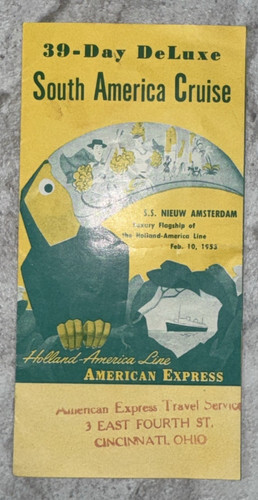 39-Day DeLuxe
South America Cruise
S.S. NIEUW AMSTERDAM
Luxury Flagship of
the Holland-America Line
Feb. 10, 1953
Holland-America Line
AMERICAN EXPRESS
American Express Travel Service
3 EAST FOURTH ST.
CINCINNATI, OHIO